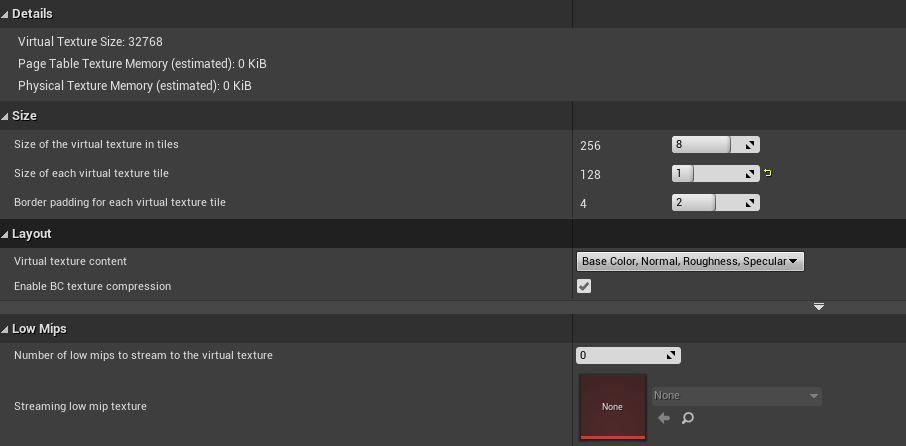 Details
Virtual Texture Size: 32768
Page Table Texture Memory (estimated): 0 KiB
Physical Texture Memory (estimated): 0 KiB
Size
Size of the virtual texture in tiles 256 8
Size of each virtual texture tile 128 1
Border padding for each virtual texture tile 4 2
Layout
Virtual texture content Base Color, Normal, Roughness, Specular
Enable BC texture compression
Low Mips
Number of low mips to stream to the virtual texture 0
Streaming low mip texture None None